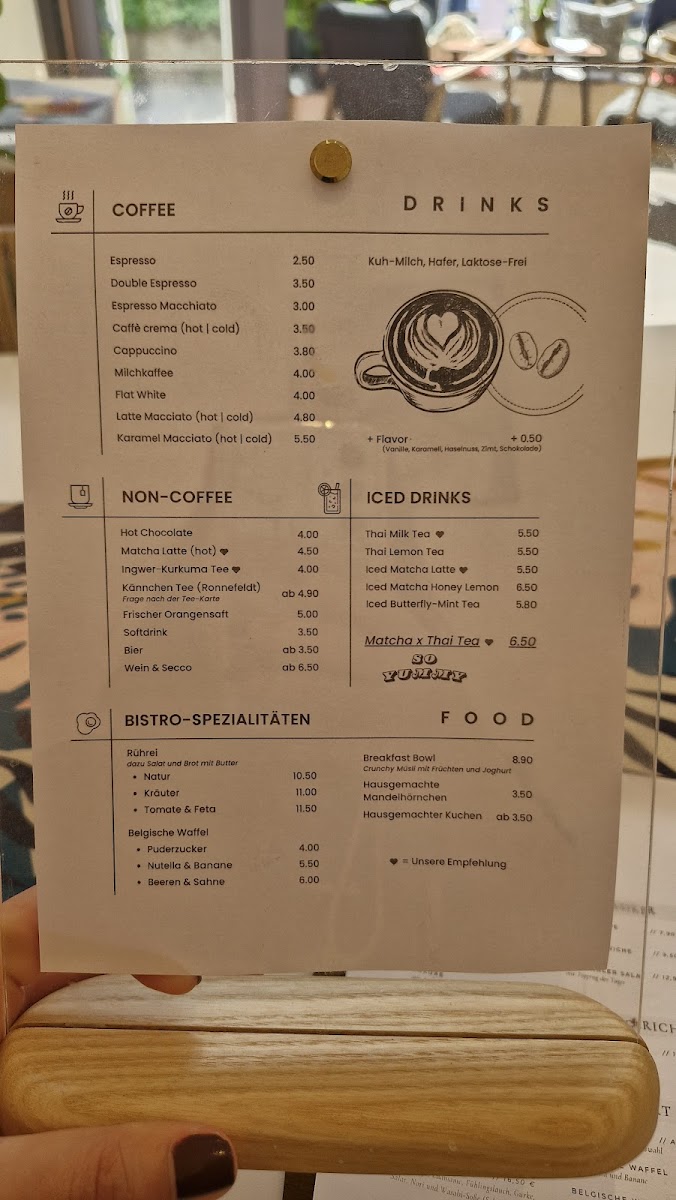 COFFEE
DRINKS
Espresso 2.50
Double Espresso 3.50
Espresso Macchiato 3.00
Caffè crema (hot | cold) 3.50
Cappuccino 3.80
Milchkaffee 4.00
Flat White 4.00
Latte Macciato (hot | cold) 4.80
Karamel Macciato (hot | cold) 5.50
Kuh-Milch, Hafer, Laktose-Frei
+ Flavor + 0.50
(Vanille, Karamell, Haselnuss, Zimt, Schokolade)
NON-COFFEE
Hot Chocolate 4.00
Matcha Latte (hot) ♥ 4.50
Ingwer-Kurkuma Tee ♥ 4.00
Kännchen Tee (Ronnefeldt) ab 4.90
Frage nach der Tee-Karte
Frischer Orangensaft 5.00
Softdrink 3.50
Bier ab 3.50
Wein & Secco ab 6.50
ICED DRINKS
Thai Milk Tea ♥ 5.50
Thai Lemon Tea 5.50
Iced Matcha Latte ♥ 5.50
Iced Matcha Honey Lemon 6.50
Iced Butterfly-Mint Tea 5.80
Matcha x Thai Tea ♥ 6.50
SO
YUMMY
BISTRO-SPEZIALITÄTEN
FOOD
Rührei
dazu Salat und Brot mit Butter
• Natur 10.50
• Kräuter 11.00
• Tomate & Feta 11.50
Belgische Waffel
• Puderzucker 4.00
• Nutella & Banane 5.50
• Beeren & Sahne 6.00
Breakfast Bowl 8.90
Crunchy Müsli mit Früchten und Joghurt
Hausgemachte
Mandelhörnchen 3.50
Hausgemachter Kuchen ab 3.50
♥ = Unsere Empfehlung
WAFFEL